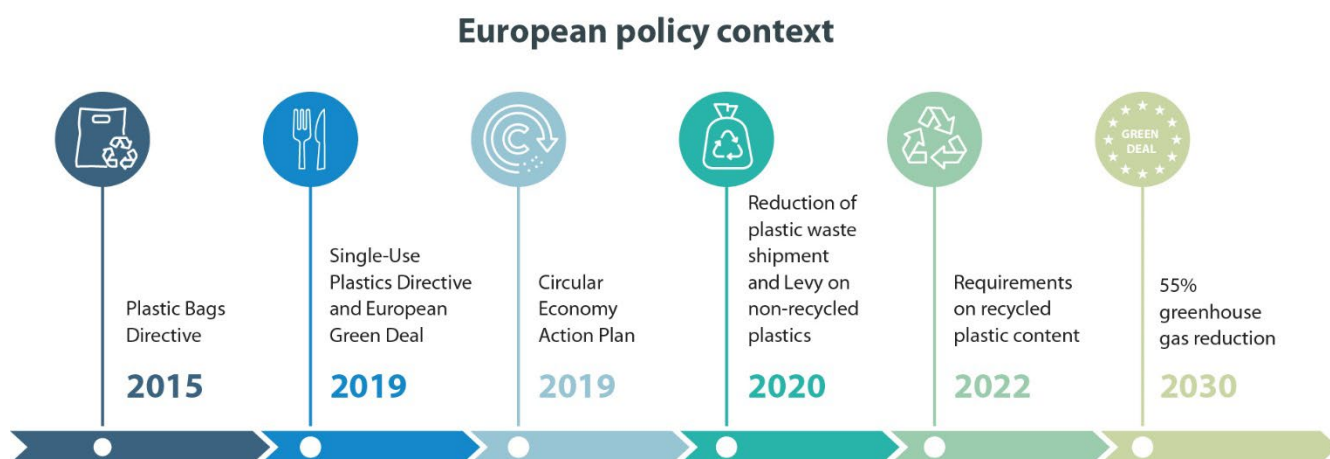 European policy context
GREEN
DEAL
Plastic Bags
Directive
2015
Single-Use
Plastics Directive
and European
Green Deal
2019
Circular
Economy
Action Plan
2019
Reduction of
plastic waste
shipment
and Levy on
non-recycled
plastics
2020
Requirements
on recycled
plastic content
2022
55%
greenhouse
gas reduction
2030